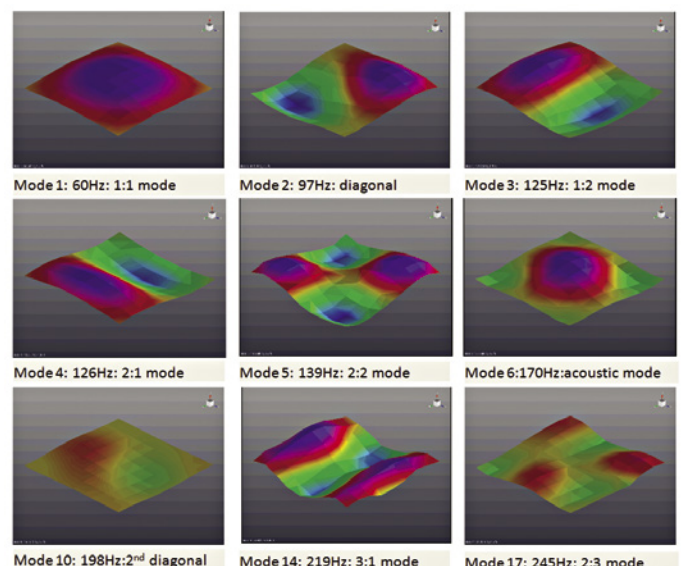 Mode 1: 60Hz: 1:1 mode
Mode 2: 97Hz: diagonal
Mode 3: 125Hz: 1:2 mode
Mode 4: 126Hz: 2:1 mode
Mode 5: 139Hz: 2:2 mode
Mode 6:170Hz:acoustic mode
Mode 10: 198Hz:2nd diagonal
Mode 14: 219Hz: 3:1 mode
Mode 17: 245Hz: 2:3 mode